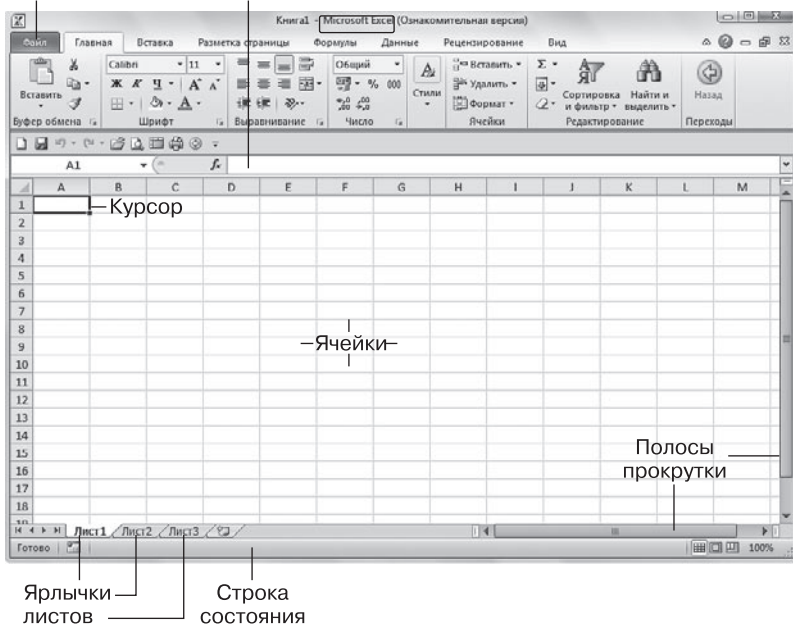 Книга1 - Microsoft Excel (Ознакомительная версия)
Файл Главная Вставка Разметка страницы Формулы Данные Рецензирование Вид
Calibri 11 Общий Вставить Σ
Вставить Ж К Ч А А % 000 Стили Удалить Сортировка и фильтр Найти и выделить Назад
А Формат
Буфер обмена Шрифт Выравнивание Число Ячейки Редактирование Переходы
A1 fx
A B C D E F G H I J K L M
1 Курсор
2
3
4
5
6
7
8
9 Ячейки
10
11
12
13
14
15 Полосы
16 прокрутки
17
18
19
Лист1 Лист2 Лист3
Готово 100%
Ярлычки Строка
листов состояния